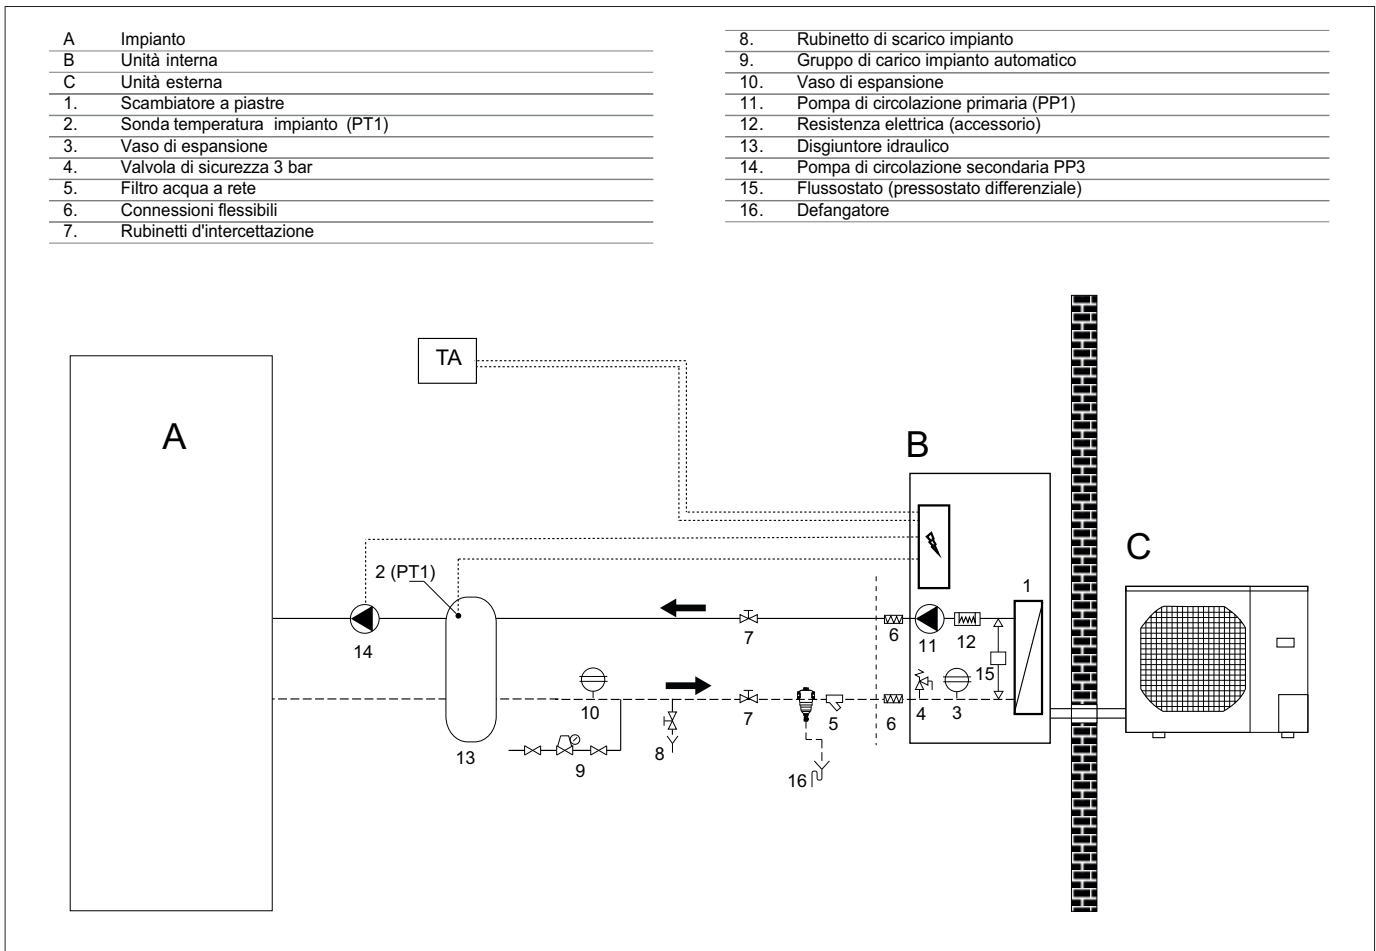 A Impianto
B Unità interna
C Unità esterna
1. Scambiatore a piastre
2. Sonda temperatura impianto (PT1)
3. Vaso di espansione
4. Valvola di sicurezza 3 bar
5. Filtro acqua a rete
6. Connessioni flessibili
7. Rubinetti d'intercettazione
8. Rubinetto di scarico impianto
9. Gruppo di carico impianto automatico
10. Vaso di espansione
11. Pompa di circolazione primaria (PP1)
12. Resistenza elettrica (accessorio)
13. Disgiuntore idraulico
14. Pompa di circolazione secondaria PP3
15. Flussostato (pressostato differenziale)
16. Defangatore
TA
A
B
C
2 (PT1)
1
14
7
6
11
12
15
10
7
5
6
4
3
13
9
8
16